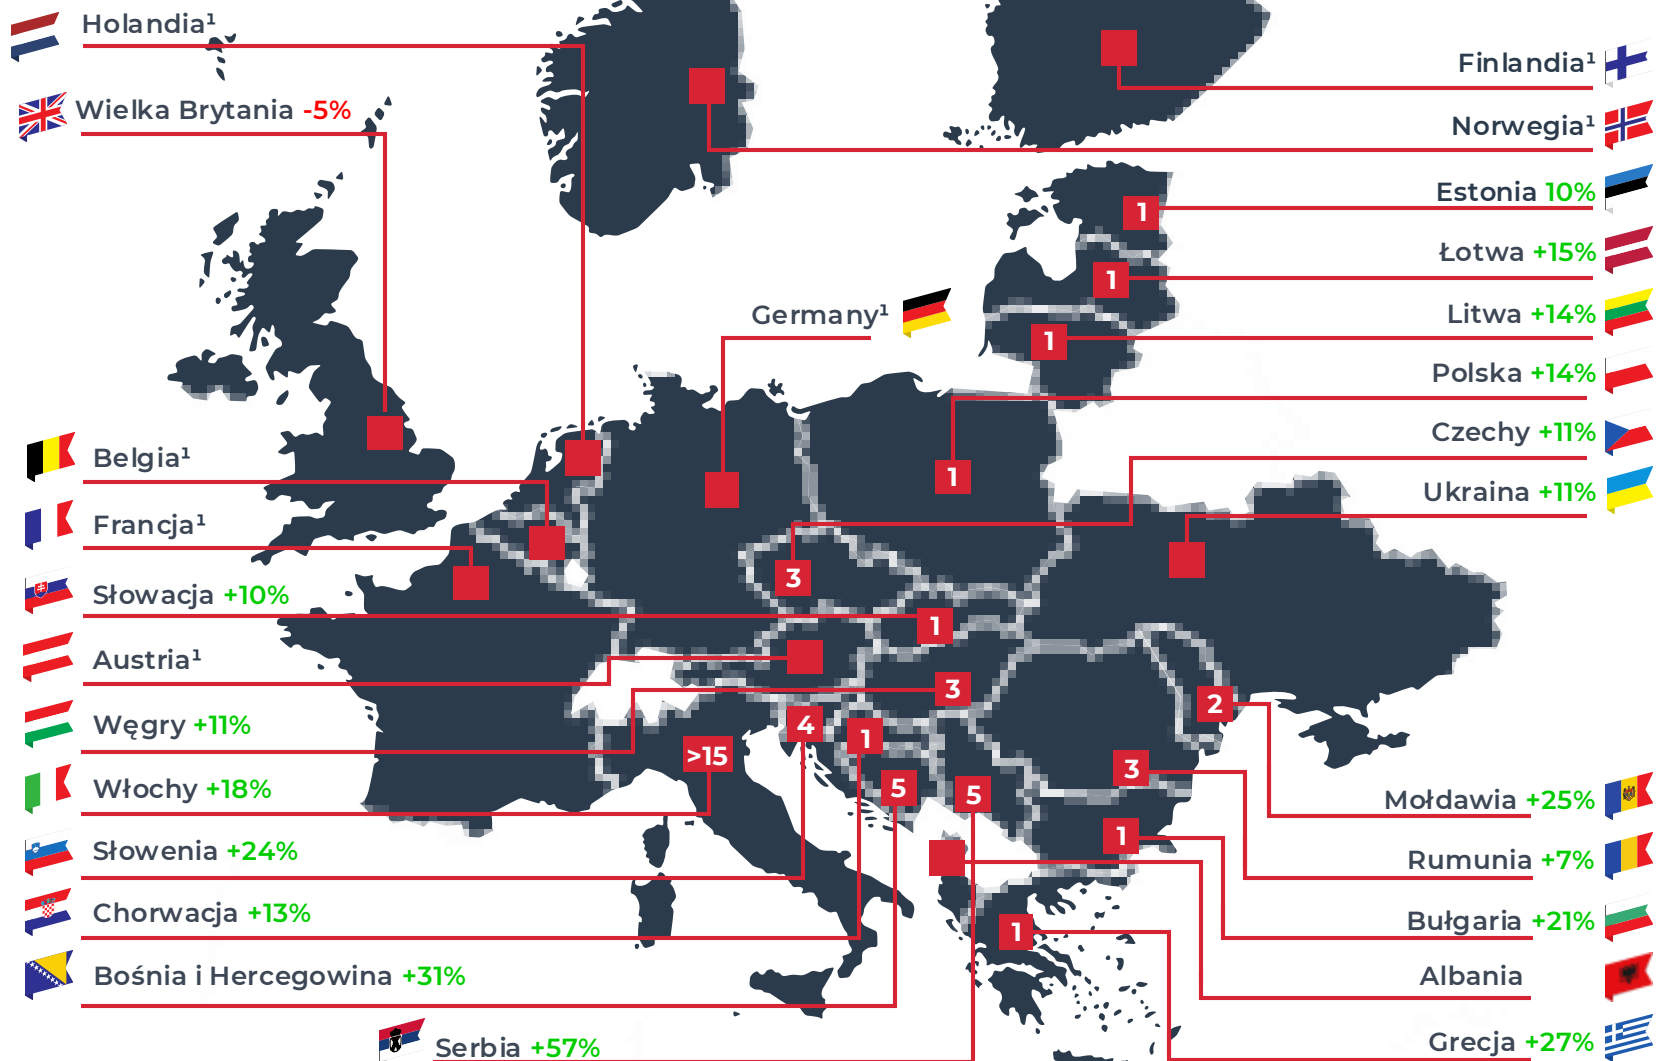 Holandia¹
Wielka Brytania -5%
Belgia¹
Francja¹
Słowacja +10%
Austria¹
Węgry +11%
Włochy +18%
Słowenia +24%
Chorwacja +13%
Bośnia i Hercegowina +31%
Serbia +57%
Germany¹
Finlandia¹
Norwegia¹
Estonia 10%
Łotwa +15%
Litwa +14%
Polska +14%
Czechy +11%
Ukraina +11%
Mołdawia +25%
Rumunia +7%
Bułgaria +21%
Albania
Grecja +27%
1
1
1
1
3
1
3
2
4
1
>15
3
5
5
1
1